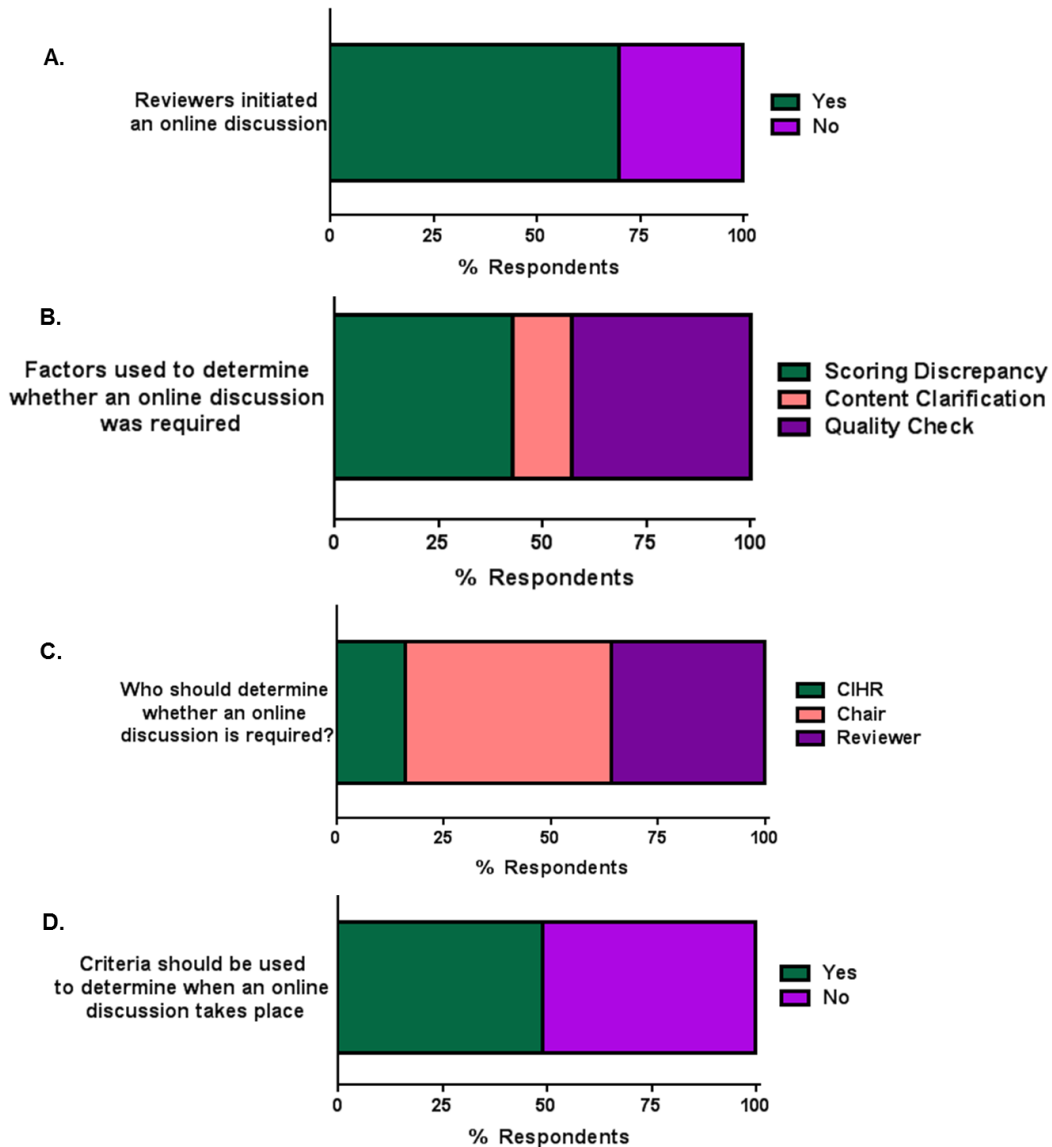 A.
Reviewers initiated
an online discussion
Yes
No
0 25 50 75 100
% Respondents
B.
Factors used to determine
whether an online discussion
was required
Scoring Discrepancy
Content Clarification
Quality Check
0 25 50 75 100
% Respondents
C.
Who should determine
whether an online
discussion is required?
CIHR
Chair
Reviewer
0 25 50 75 100
% Respondents
D.
Criteria should be used
to determine when an online
discussion takes place
Yes
No
0 25 50 75 100
% Respondents